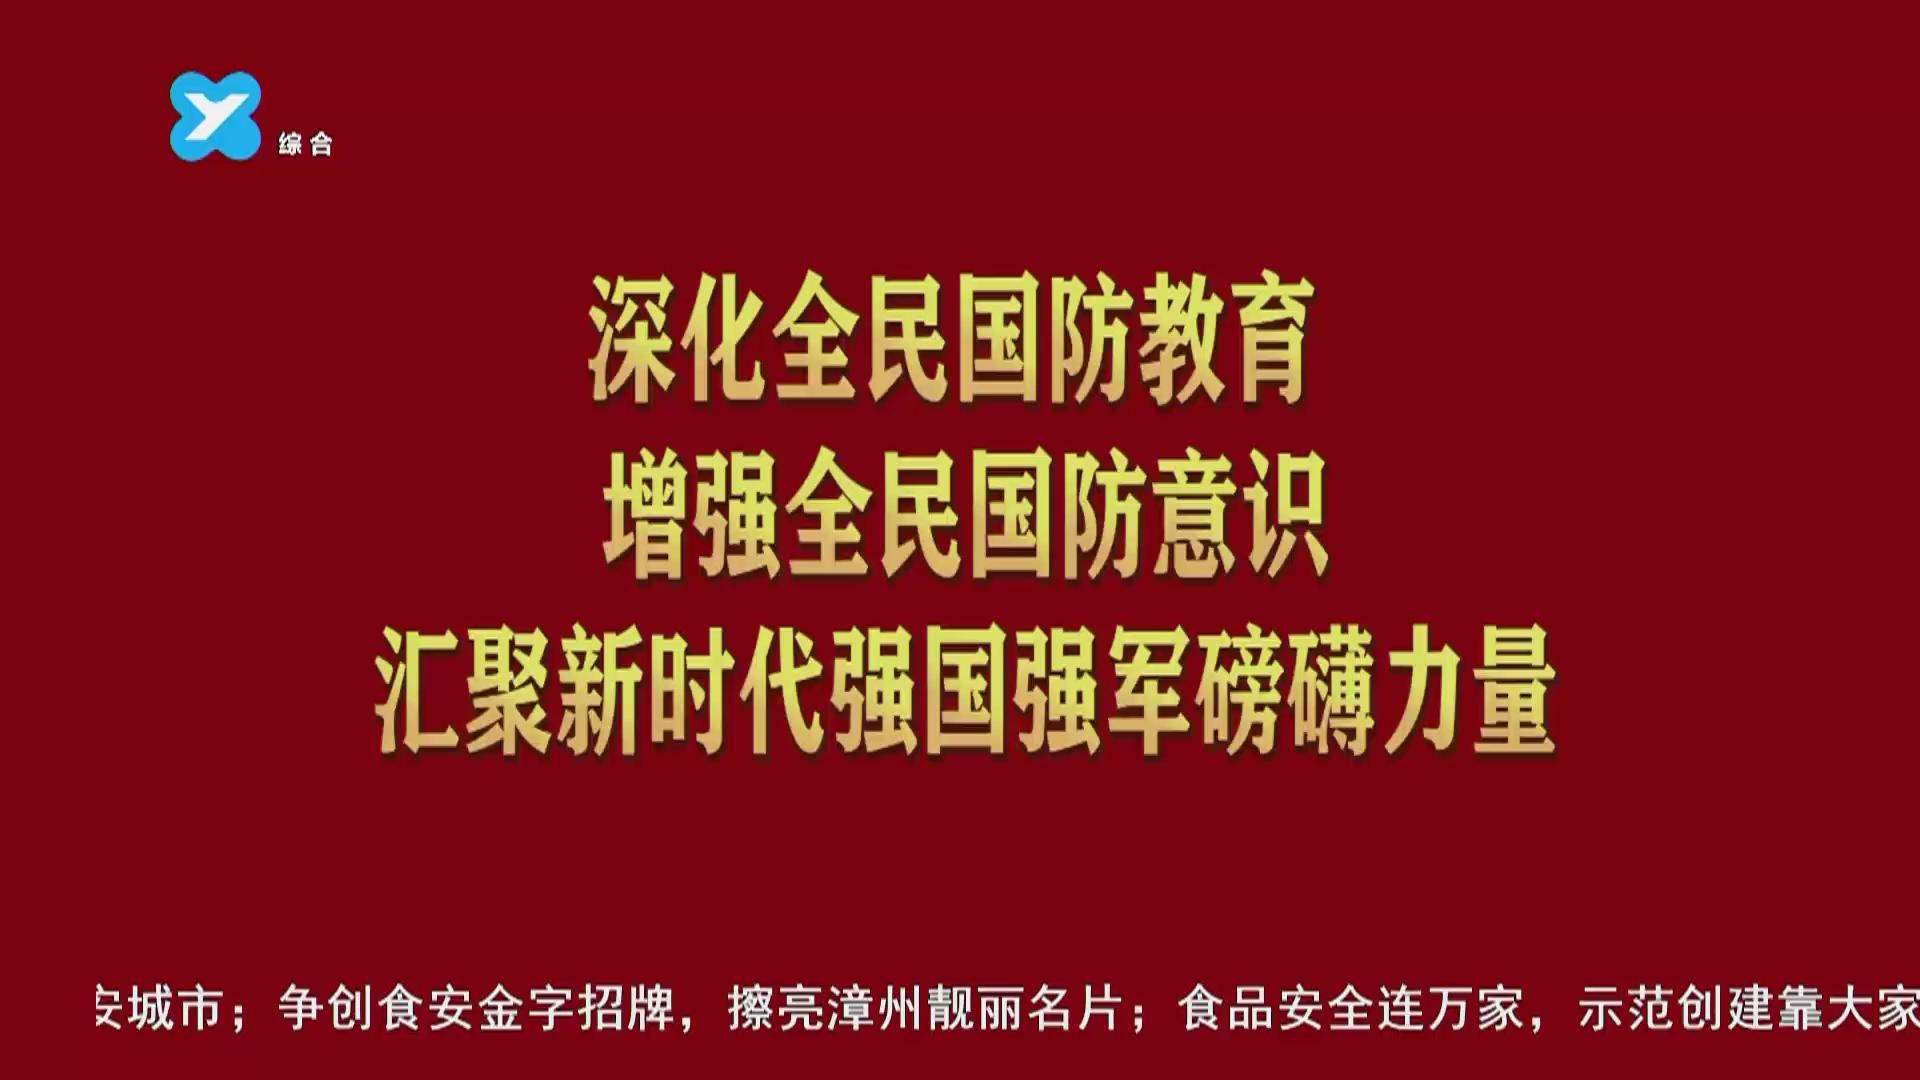 综合
深化全民国防教育
增强全民国防意识
汇聚新时代强国强军磅礴力量
安城市；争创食安金字招牌，擦亮漳州靓丽名片；食品安全连万家，示范创建靠大家